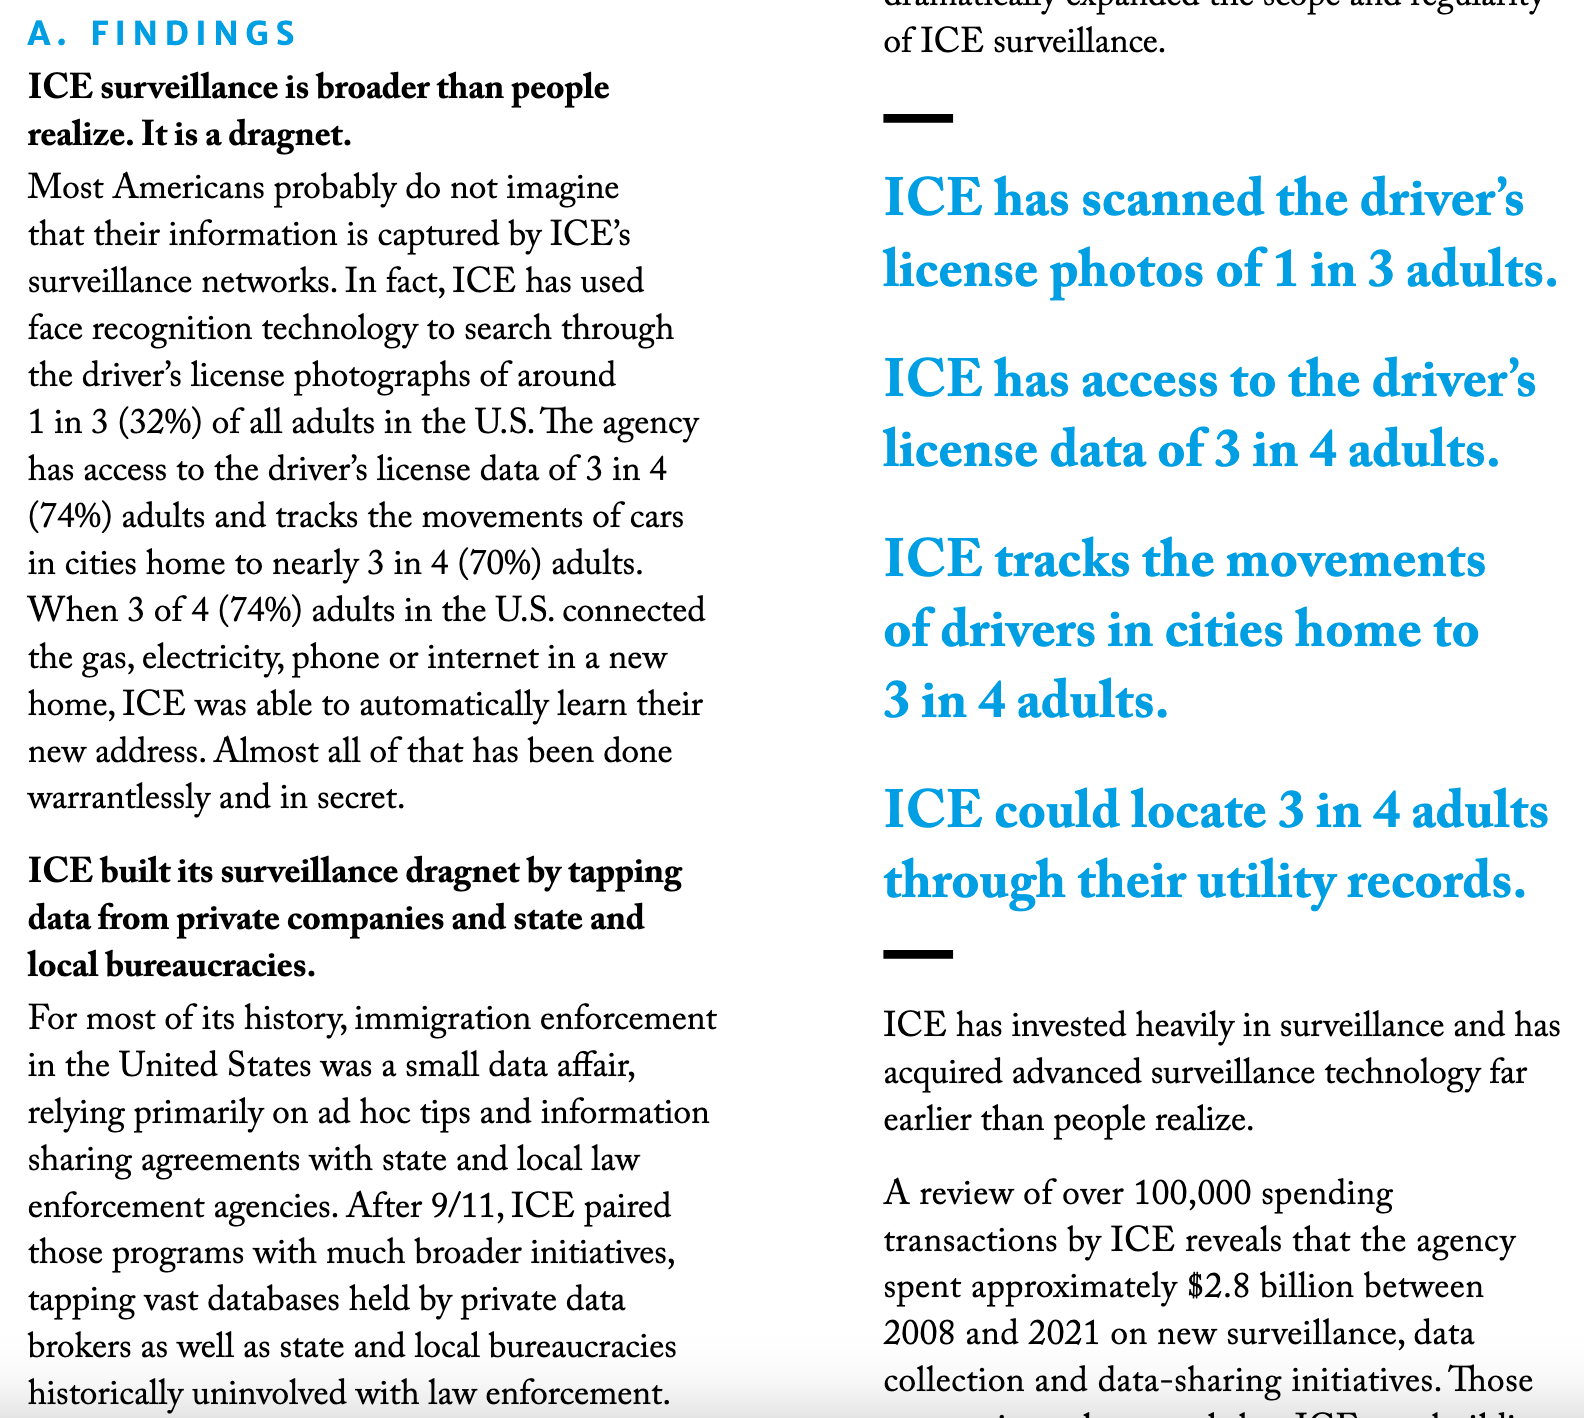 A. FINDINGS
ICE surveillance is broader than people
realize. It is a dragnet.
Most Americans probably do not imagine
that their information is captured by ICE’s
surveillance networks. In fact, ICE has used
face recognition technology to search through
the driver’s license photographs of around
1 in 3 (32%) of all adults in the U.S. The agency
has access to the driver’s license data of 3 in 4
(74%) adults and tracks the movements of cars
in cities home to nearly 3 in 4 (70%) adults.
When 3 of 4 (74%) adults in the U.S. connected
the gas, electricity, phone or internet in a new
home, ICE was able to automatically learn their
new address. Almost all of that has been done
warrantlessly and in secret.
ICE built its surveillance dragnet by tapping
data from private companies and state and
local bureaucracies.
For most of its history, immigration enforcement
in the United States was a small data affair,
relying primarily on ad hoc tips and information
sharing agreements with state and local law
enforcement agencies. After 9/11, ICE paired
those programs with much broader initiatives,
tapping vast databases held by private data
brokers as well as state and local bureaucracies
historically uninvolved with law enforcement.
dramatically expanded the scope and regularity
of ICE surveillance.
ICE has scanned the driver’s
license photos of 1 in 3 adults.
ICE has access to the driver’s
license data of 3 in 4 adults.
ICE tracks the movements
of drivers in cities home to
3 in 4 adults.
ICE could locate 3 in 4 adults
through their utility records.
ICE has invested heavily in surveillance and has
acquired advanced surveillance technology far
earlier than people realize.
A review of over 100,000 spending
transactions by ICE reveals that the agency
spent approximately $2.8 billion between
2008 and 2021 on new surveillance, data
collection and data-sharing initiatives. Those